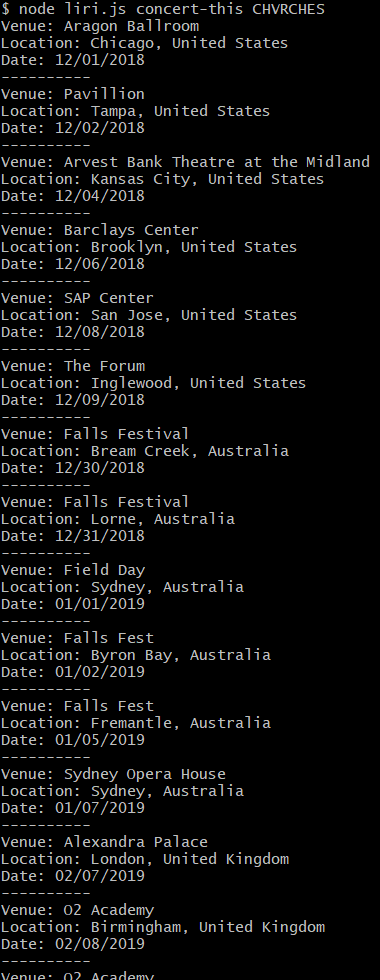 $ node liri.js concert-this CHVRCHES
Venue: Aragon Ballroom
Location: Chicago, United States
Date: 12/01/2018
----------
Venue: Pavillion
Location: Tampa, United States
Date: 12/02/2018
----------
Venue: Arvest Bank Theatre at the Midland
Location: Kansas City, United States
Date: 12/04/2018
----------
Venue: Barclays Center
Location: Brooklyn, United States
Date: 12/06/2018
----------
Venue: SAP Center
Location: San Jose, United States
Date: 12/08/2018
----------
Venue: The Forum
Location: Inglewood, United States
Date: 12/09/2018
----------
Venue: Falls Festival
Location: Bream Creek, Australia
Date: 12/30/2018
----------
Venue: Falls Festival
Location: Lorne, Australia
Date: 12/31/2018
----------
Venue: Field Day
Location: Sydney, Australia
Date: 01/01/2019
----------
Venue: Falls Fest
Location: Byron Bay, Australia
Date: 01/02/2019
----------
Venue: Falls Fest
Location: Fremantle, Australia
Date: 01/05/2019
----------
Venue: Sydney Opera House
Location: Sydney, Australia
Date: 01/07/2019
----------
Venue: Alexandra Palace
Location: London, United Kingdom
Date: 02/07/2019
----------
Venue: O2 Academy
Location: Birmingham, United Kingdom
Date: 02/08/2019
----------
Venue: O2 Academy